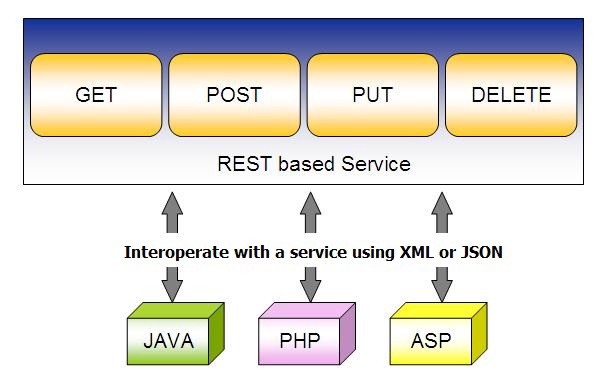 GET POST PUT DELETE
REST based Service
Interoperate with a service using XML or JSON
JAVA PHP ASP